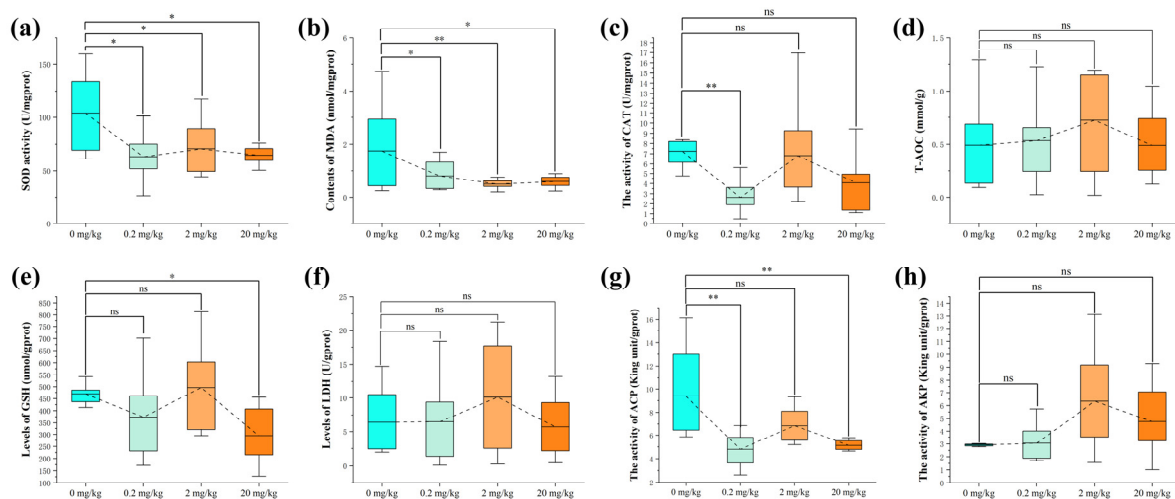 (a)
*
*
*
SOD activity (U/mgprot)
150
100
50
0
0 mg/kg 0.2 mg/kg 2 mg/kg 20 mg/kg
(b)
*
**
*
Contents of MDA (nmol/mgprot)
6
4
2
0
0 mg/kg 0.2 mg/kg 2 mg/kg 20 mg/kg
(c)
ns
ns
**
The activity of CAT (U/mgprot)
18
17
16
15
14
13
12
11
10
9
8
7
6
5
4
3
2
1
0
0 mg/kg 0.2 mg/kg 2 mg/kg 20 mg/kg
(d)
ns
ns
ns
T-AOC (mmol/g)
1.5
1.0
0.5
0.0
0 mg/kg 0.2 mg/kg 2 mg/kg 20 mg/kg
(e)
*
ns
ns
Levels of GSH (umol/gprot)
850
800
750
700
650
600
550
500
450
400
350
300
250
200
150
100
0 mg/kg 0.2 mg/kg 2 mg/kg 20 mg/kg
(f)
ns
ns
ns
Levels of LDH (U/gprot)
25
20
15
10
5
0
0 mg/kg 0.2 mg/kg 2 mg/kg 20 mg/kg
(g)
**
ns
**
The activity of ACP (King unit/gprot)
16
14
12
10
8
6
4
2
0 mg/kg 0.2 mg/kg 2 mg/kg 20 mg/kg
(h)
ns
ns
ns
The activity of AKP (King unit/gprot)
14
13
12
11
10
9
8
7
6
5
4
3
2
1
0
0 mg/kg 0.2 mg/kg 2 mg/kg 20 mg/kg